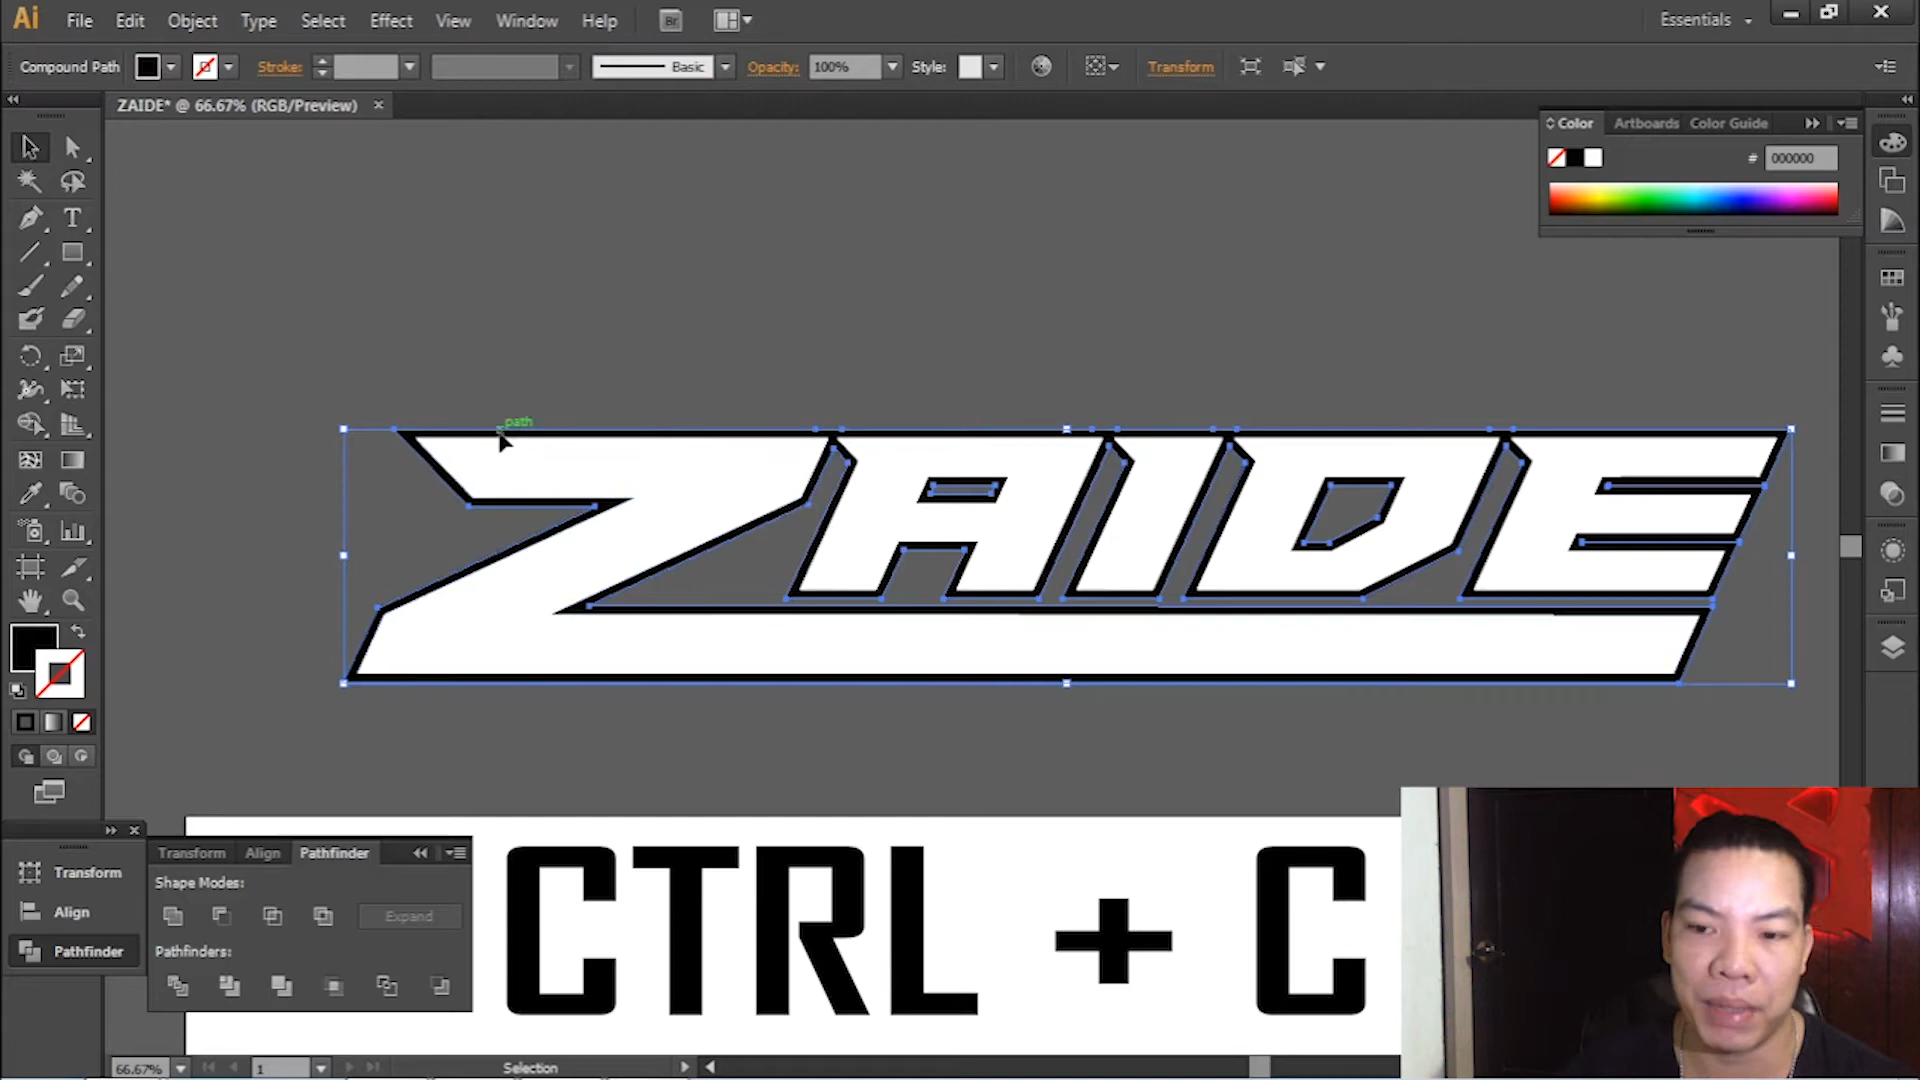 Ai File Edit Object Type Select Effect View Window Help Br Essentials
Compound Path Stroke: Basic Opacity: 100% Style: Transform
ZAIDE* @ 66.67% (RGB/Preview) ×
Color Artboards Color Guide
# 000000
path
ZAIDE
Transform Align Pathfinder
Shape Modes:
Expand
Pathfinders:
Transform
Align
Pathfinder
CTRL + C
66.67% 1 Selection